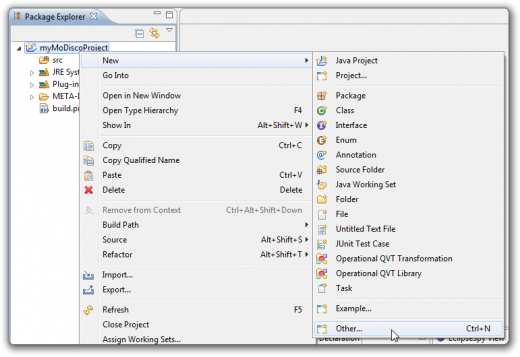 Package Explorer
myMoDiscoProject
src
JRE Sys
Plug-in
META-I
build.pr
New
Go Into
Open in New Window
Open Type Hierarchy F4
Show In Alt+Shift+W
Copy Ctrl+C
Copy Qualified Name
Paste Ctrl+V
Delete Delete
Remove from Context Ctrl+Alt+Shift+Down
Build Path
Source Alt+Shift+S
Refactor Alt+Shift+T
Import...
Export...
Refresh F5
Close Project
Assign Working Sets...
Java Project
Project...
Package
Class
Interface
Enum
Annotation
Source Folder
Java Working Set
Folder
File
Untitled Text File
JUnit Test Case
Operational QVT Transformation
Operational QVT Library
Task
Example...
Other... Ctrl+N
Declaration
EclipseSpy View